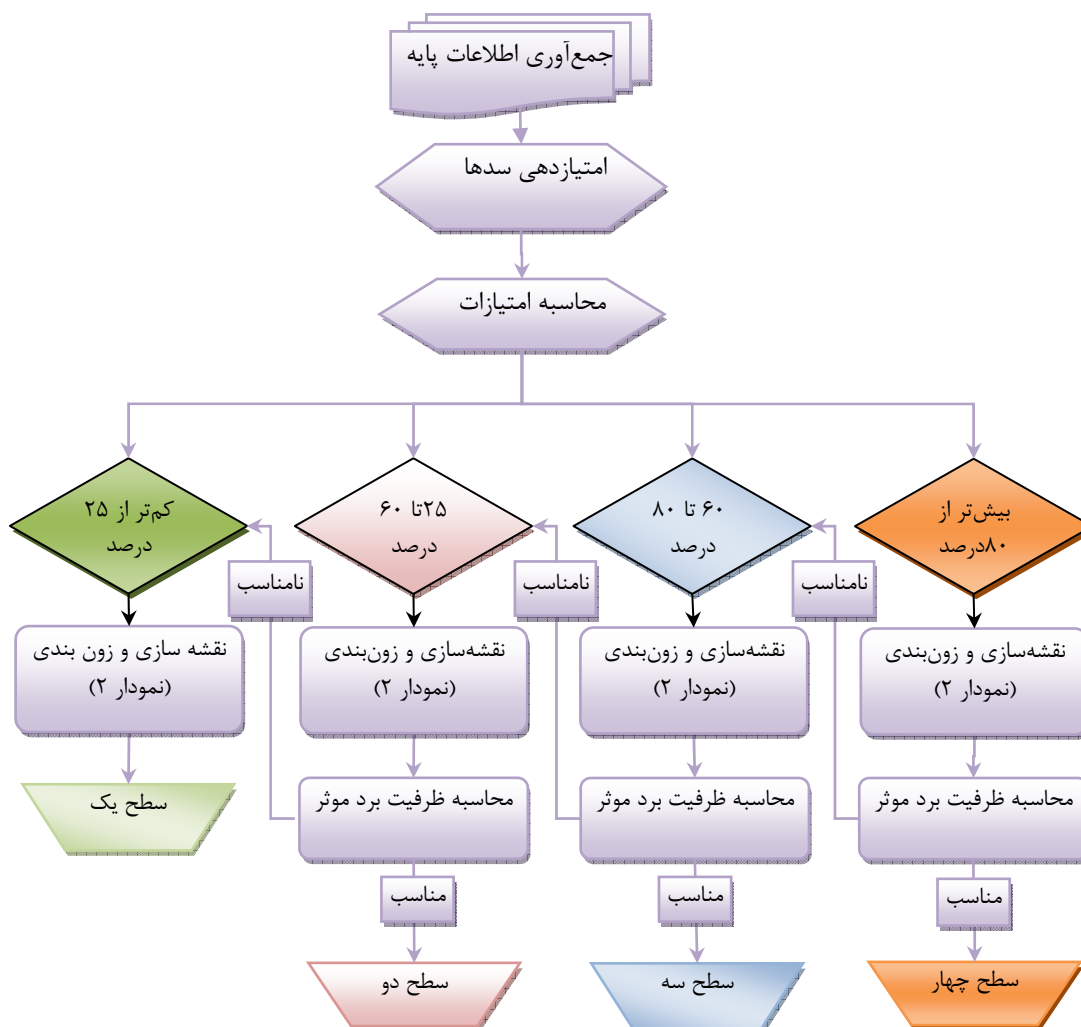 جمع‌آوری اطلاعات پایه
امتیازدهی سدها
محاسبه امتیازات
بیش‌تر از
۸۰درصد
۶۰ تا ۸۰
درصد
۲۵تا ۶۰
درصد
کم‌تر از ۲۵
درصد
نامناسب
نامناسب
نامناسب
نقشه‌سازی و زون‌بندی
(نمودار ۲)
نقشه‌سازی و زون‌بندی
(نمودار ۲)
نقشه‌سازی و زون‌بندی
(نمودار ۲)
نقشه سازی و زون بندی
(نمودار ۲)
محاسبه ظرفیت برد موثر
محاسبه ظرفیت برد موثر
محاسبه ظرفیت برد موثر
سطح یک
مناسب
مناسب
مناسب
سطح چهار
سطح سه
سطح دو